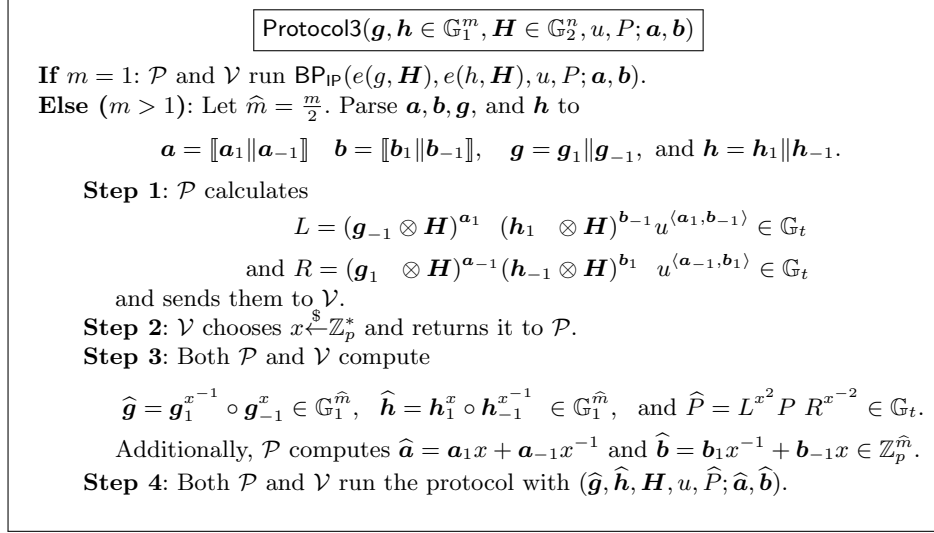 Protocol3(𝒈, 𝒉 ∈ 𝔾₁ᵐ, 𝑯 ∈ 𝔾₂ⁿ, u, P; 𝒂, 𝒃)
If m = 1: 𝒫 and 𝒱 run BP_IP(e(g, 𝑯), e(h, 𝑯), u, P; 𝒂, 𝒃).
Else (m > 1): Let m̂ = m/2. Parse 𝒂, 𝒃, 𝒈, and 𝒉 to
𝒂 = ⟦𝒂₁‖𝒂₋₁⟧ 𝒃 = ⟦𝒃₁‖𝒃₋₁⟧, 𝒈 = 𝒈₁‖𝒈₋₁, and 𝒉 = 𝒉₁‖𝒉₋₁.
Step 1: 𝒫 calculates
L = (𝒈₋₁ ⊗ 𝑯)^{𝒂₁} (𝒉₁ ⊗ 𝑯)^{𝒃₋₁} u^{⟨𝒂₁,𝒃₋₁⟩} ∈ 𝔾ₜ
and R = (𝒈₁ ⊗ 𝑯)^{𝒂₋₁} (𝒉₋₁ ⊗ 𝑯)^{𝒃₁} u^{⟨𝒂₋₁,𝒃₁⟩} ∈ 𝔾ₜ
and sends them to 𝒱.
Step 2: 𝒱 chooses x ←$ ℤ_p^* and returns it to 𝒫.
Step 3: Both 𝒫 and 𝒱 compute
𝒈̂ = 𝒈₁^{x^{-1}} ∘ 𝒈₋₁^{x} ∈ 𝔾₁^{m̂}, 𝒉̂ = 𝒉₁^{x} ∘ 𝒉₋₁^{x^{-1}} ∈ 𝔾₁^{m̂}, and P̂ = L^{x^2} P R^{x^{-2}} ∈ 𝔾ₜ.
Additionally, 𝒫 computes 𝒂̂ = 𝒂₁x + 𝒂₋₁x^{-1} and 𝒃̂ = 𝒃₁x^{-1} + 𝒃₋₁x ∈ ℤ_p^{m̂}.
Step 4: Both 𝒫 and 𝒱 run the protocol with (𝒈̂, 𝒉̂, 𝑯, u, P̂; 𝒂̂, 𝒃̂).